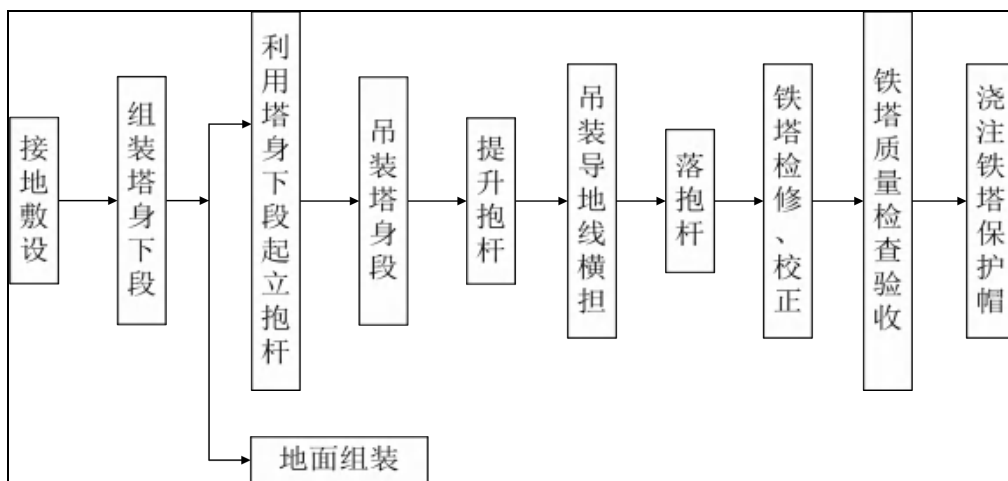 接地敷设
组装塔身下段
利用塔身下段起立抱杆
吊装塔身段
提升抱杆
吊装导地线横担
落抱杆
铁塔检修、校正
铁塔质量检查验收
浇注铁塔保护帽
地面组装